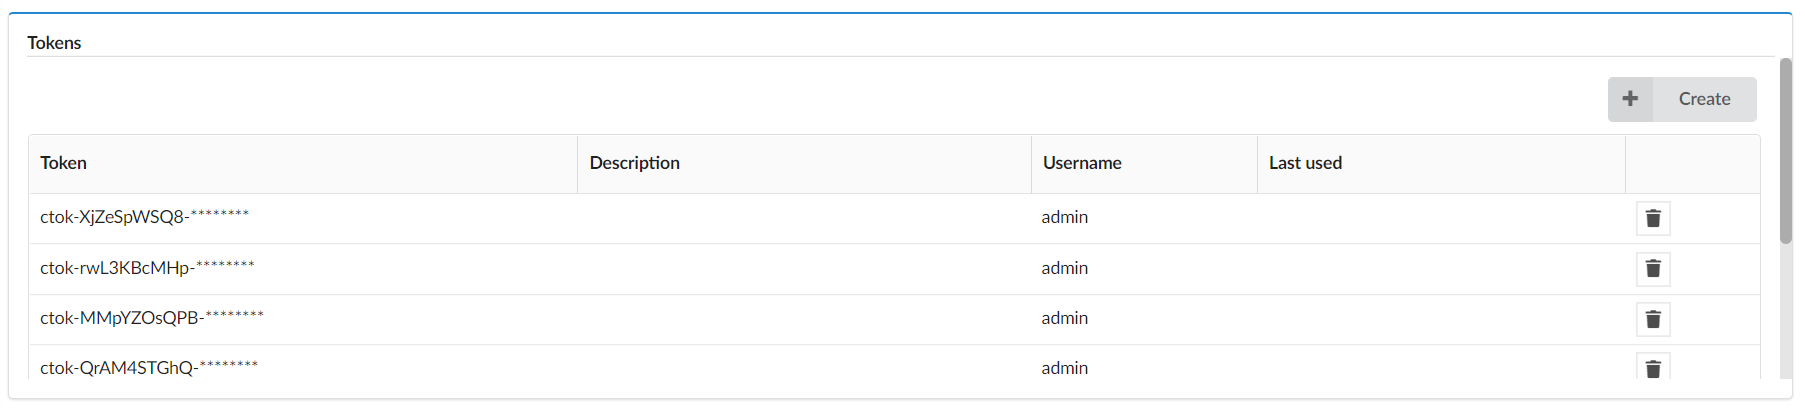 Tokens
Create
Token Description Username Last used
ctok-XjZeSpWSQ8-******** admin
ctok-rwL3KBcMHp-******** admin
ctok-MMpYZOsQPB-******** admin
ctok-QrAM4STGhQ-******** admin